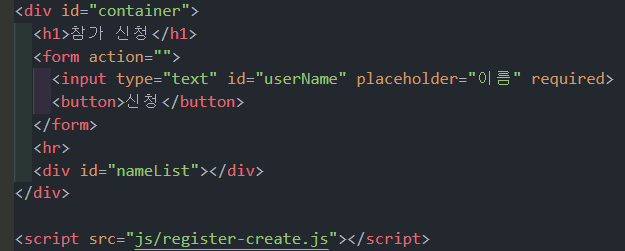 <div id="container">
<h1>참가 신청</h1>
<form action="">
<input type="text" id="userName" placeholder="이름" required>
<button>신청</button>
</form>
<hr>
<div id="nameList"></div>
</div>
<script src="js/register-create.js"></script>